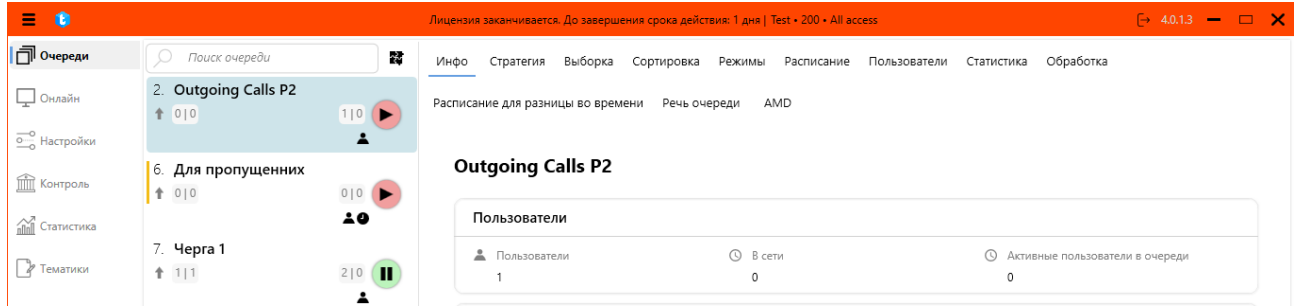 Лицензия заканчивается. До завершения срока действия: 1 дня | Test • 200 • All access
4.0.1.3
Очереди
Онлайн
Настройки
Контроль
Статистика
Тематики
Поиск очереди
2. Outgoing Calls P2
0|0 1|0
6. Для пропущенних
0|0 0|0
7. Черга 1
1|1 2|0
Инфо Стратегия Выборка Сортировка Режимы Расписание Пользователи Статистика Обработка
Расписание для разницы во времени Речь очереди AMD
Outgoing Calls P2
Пользователи
Пользователи В сети Активные пользователи в очереди
1 0 0